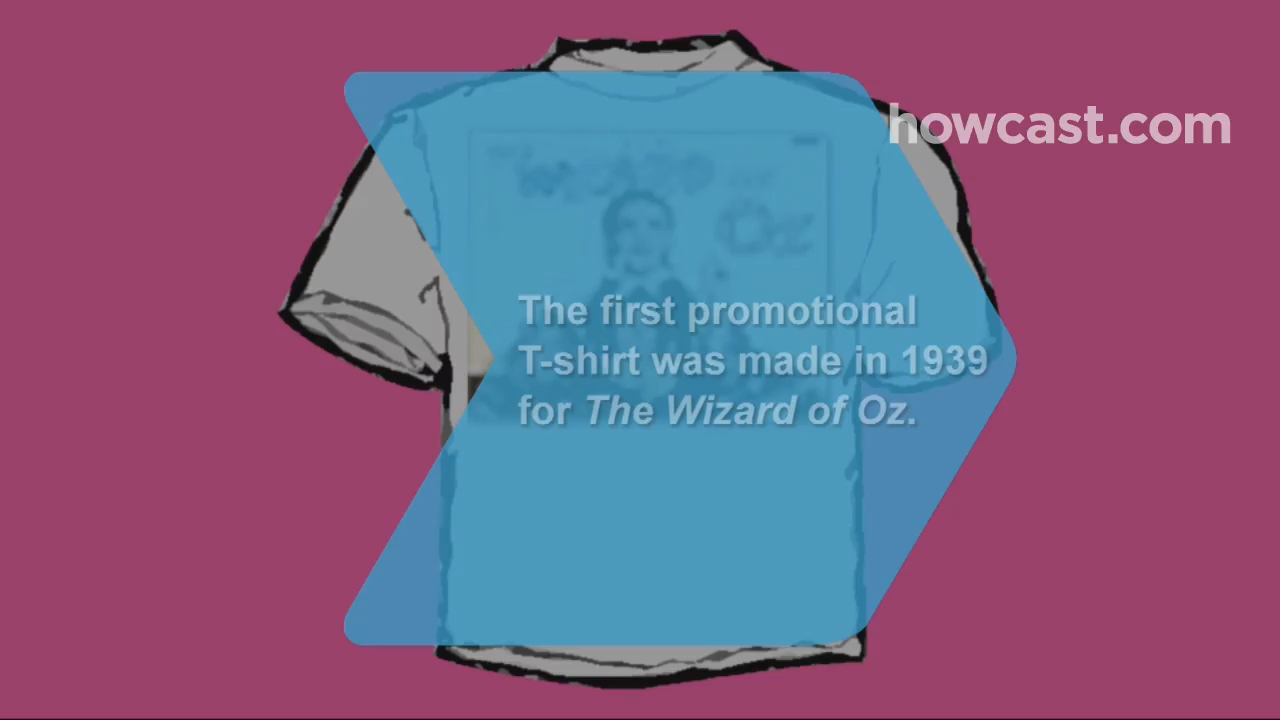 howcast.com
The first promotional
T-shirt was made in 1939
for The Wizard of Oz.